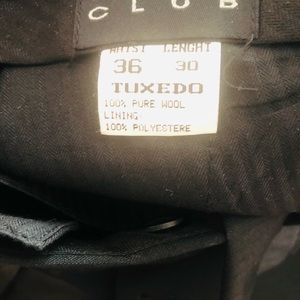 CLUB
WAIST LENGHT
36 30
TUXEDO
100% PURE WOOL
LINING
100% POLYESTERE